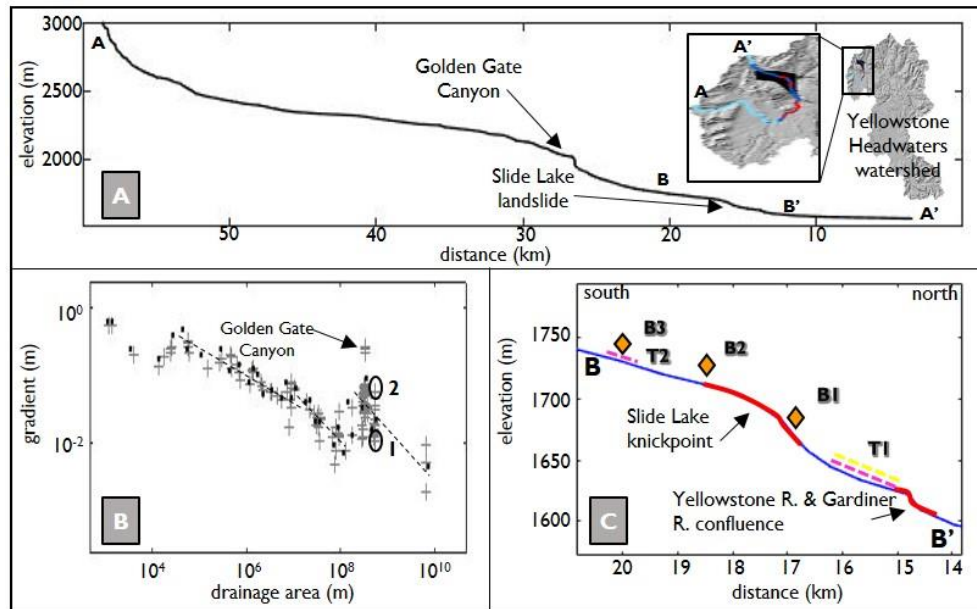 3000
2500
2000
elevation (m)
A
Golden Gate
Canyon
Slide Lake
landslide
B
B'
A'
A'
A
Yellowstone
Headwaters
watershed
A
50
40
30
20
10
distance (km)
10⁰
10⁻²
gradient (m)
Golden Gate
Canyon
2
1
B
10⁴
10⁶
10⁸
10¹⁰
drainage area (m)
south
north
1750
1700
1650
1600
elevation (m)
B3
T2
B2
B
B1
Slide Lake
knickpoint
T1
Yellowstone R. & Gardiner
R. confluence
B'
C
20
19
18
17
16
15
14
distance (km)